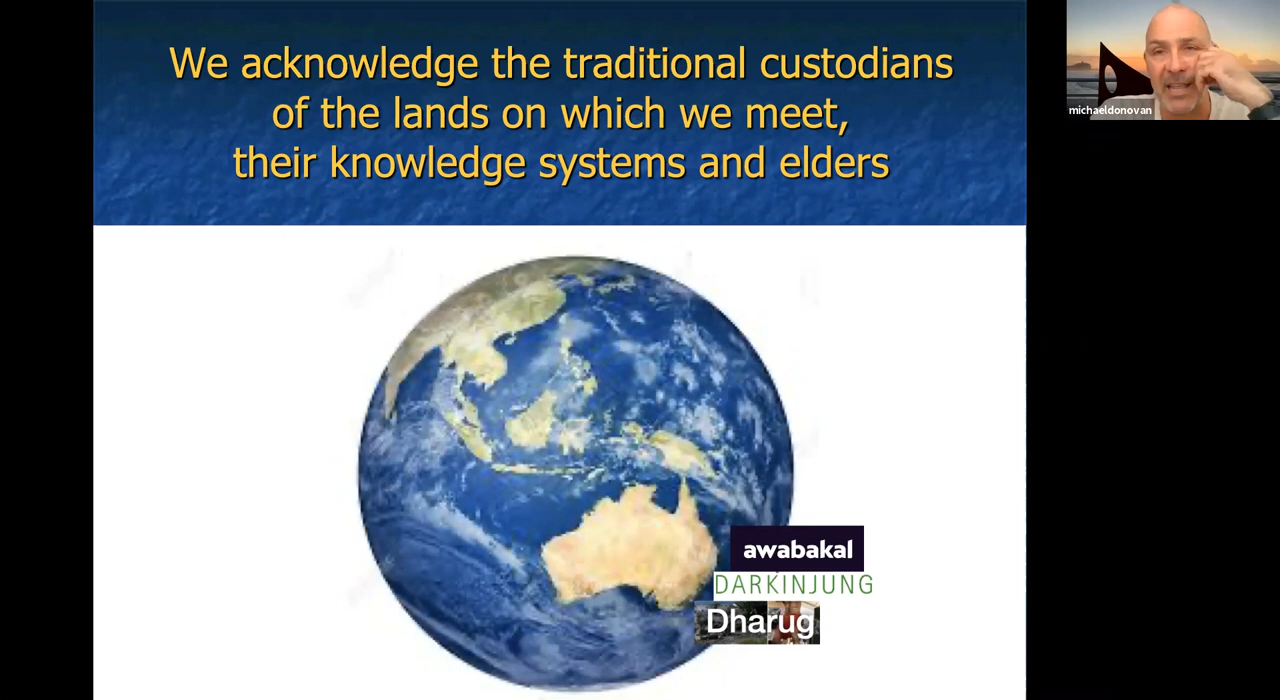 We acknowledge the traditional custodians
of the lands on which we meet,
their knowledge systems and elders
michaeldonovan
awabakal
DARKINJUNG
Dharug